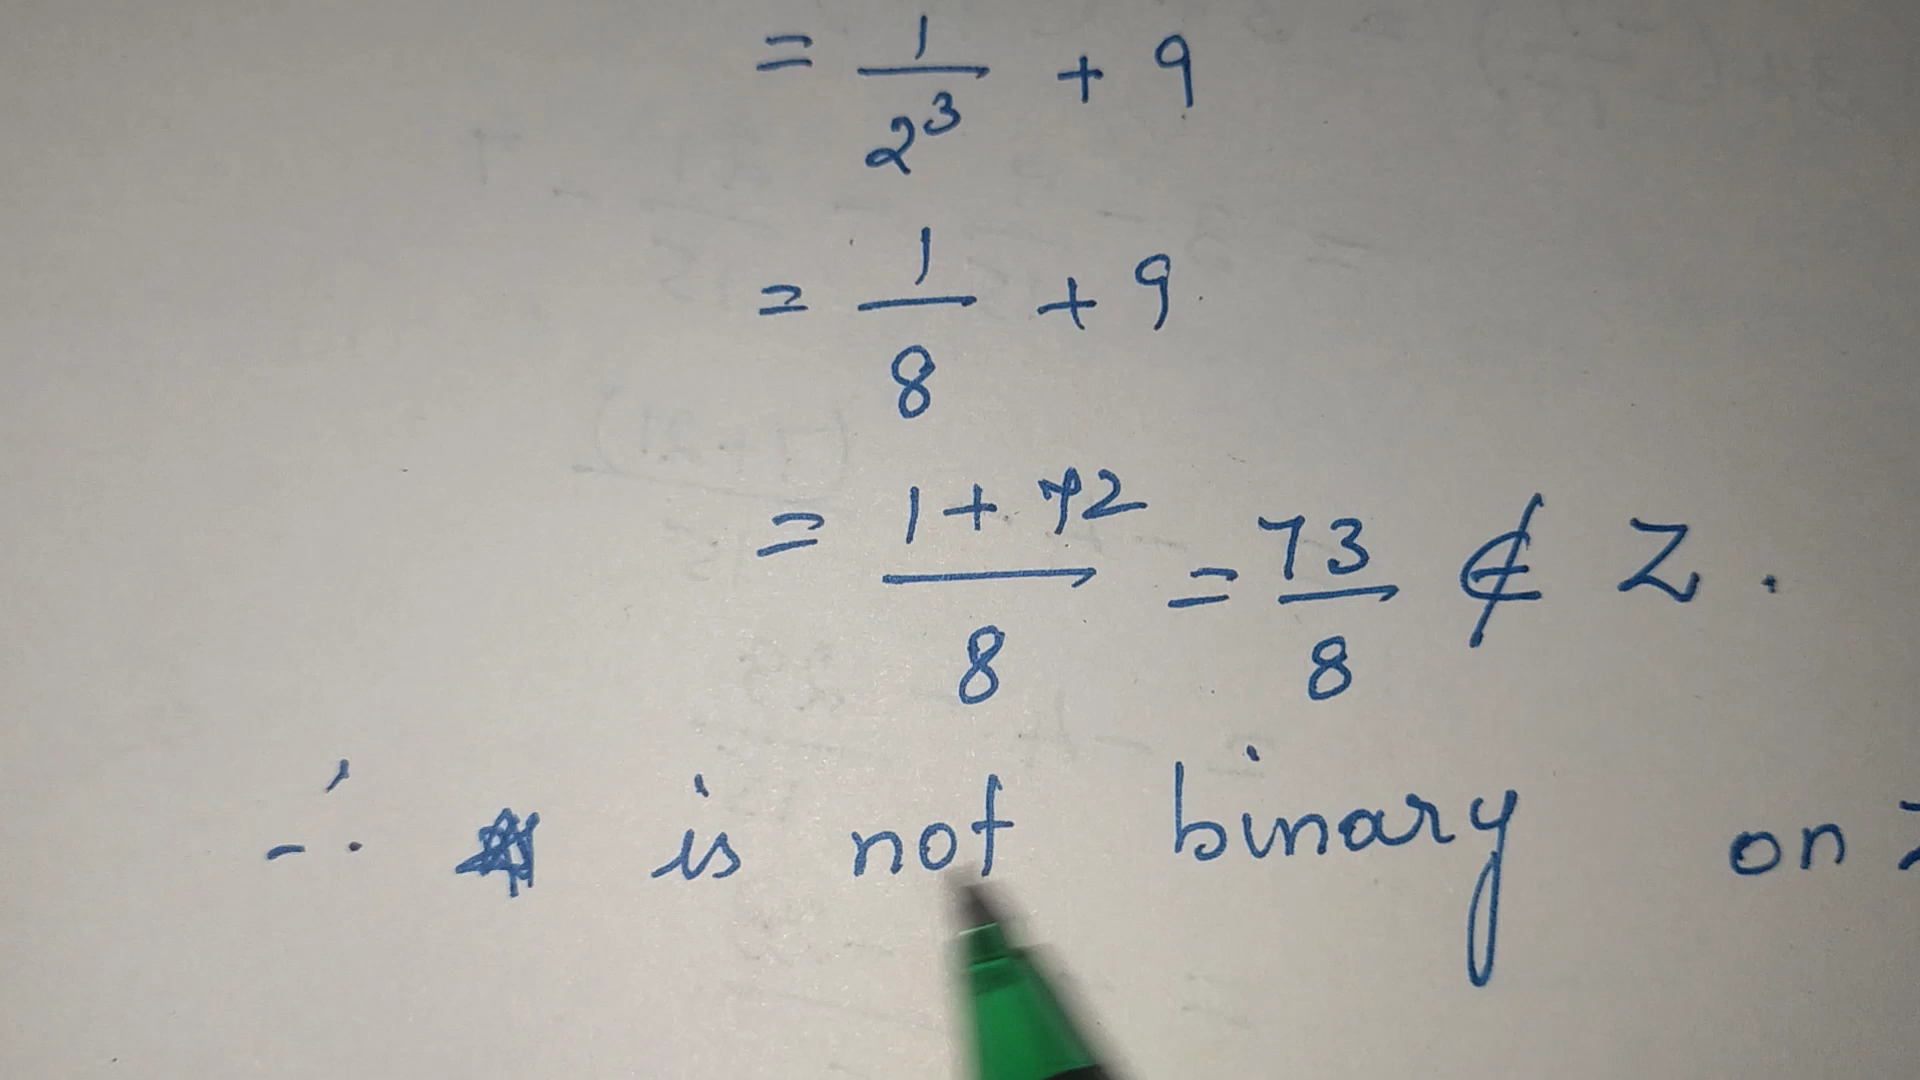 = 1/2³ + 9
= 1/8 + 9
= (1 + 72)/8 = 73/8 ∉ Z.
∴ * is not binary on